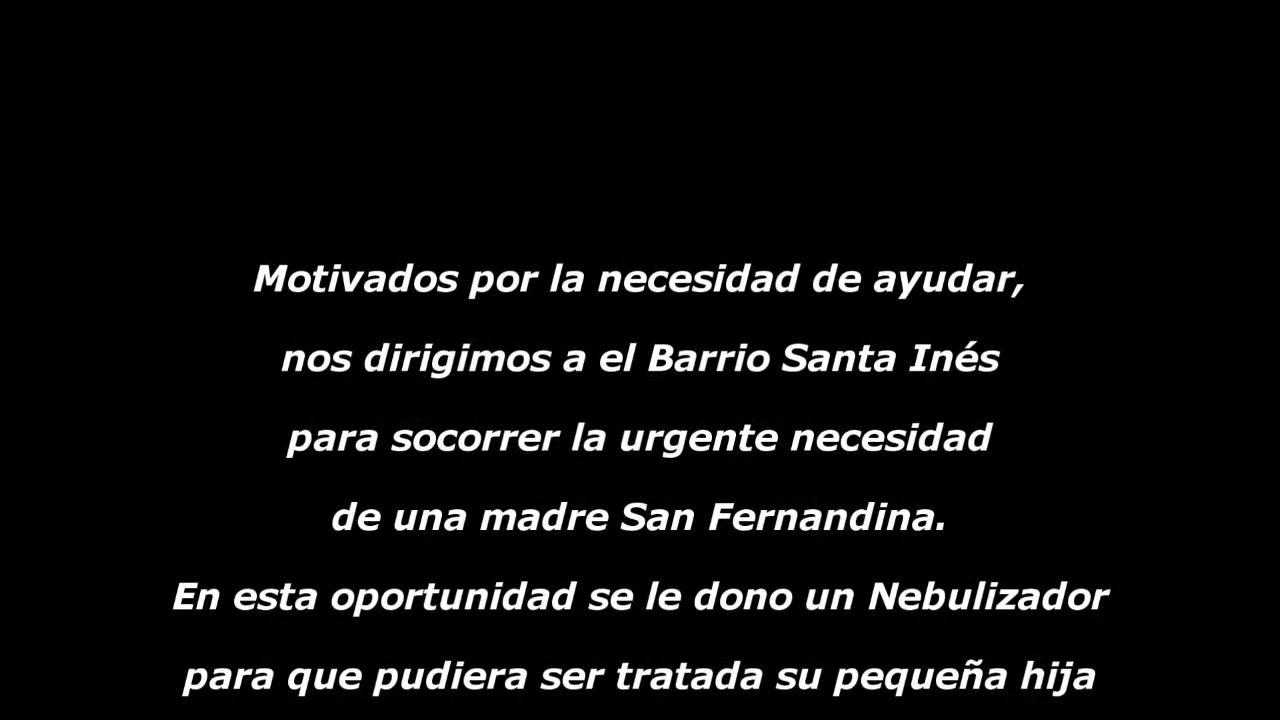 Motivados por la necesidad de ayudar,
nos dirigimos a el Barrio Santa Inés
para socorrer la urgente necesidad
de una madre San Fernandina.
En esta oportunidad se le dono un Nebulizador
para que pudiera ser tratada su pequeña hija